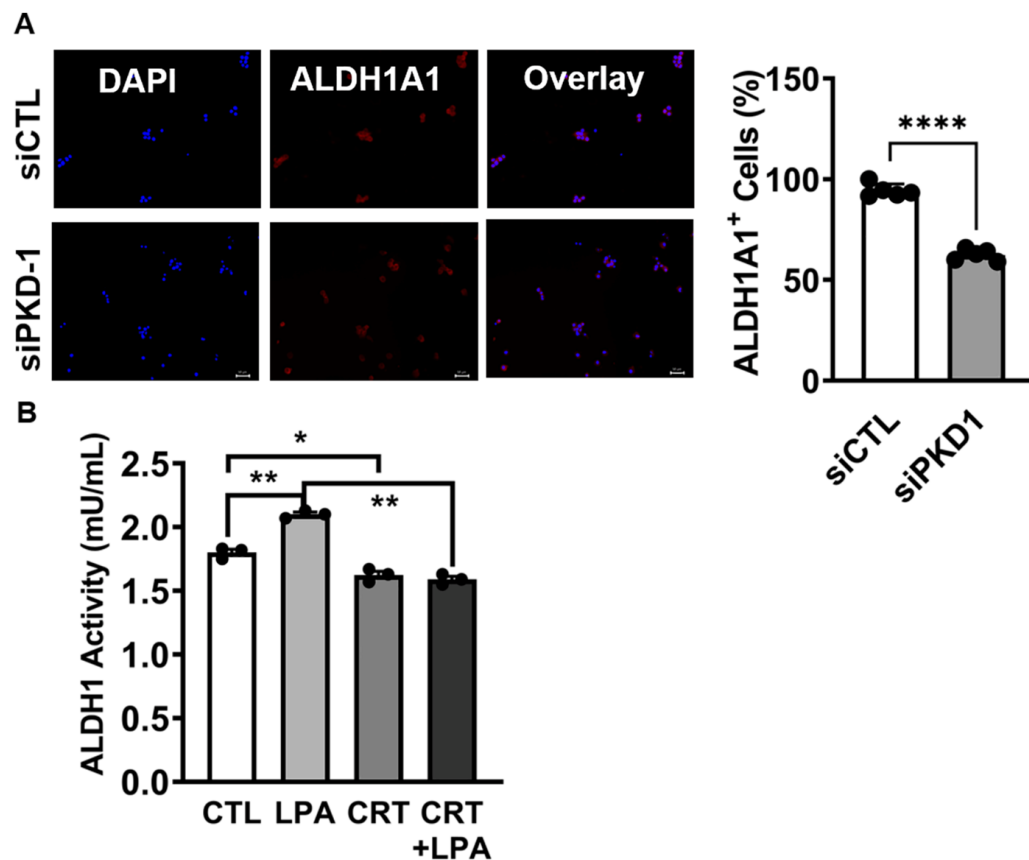 A
DAPI
ALDH1A1
Overlay
siCTL
siPKD-1
ALDH1A1+ Cells (%)
150
100
50
0
****
siCTL
siPKD1
B
ALDH1 Activity (mU/mL)
2.5
2.0
1.5
1.0
0.5
0.0
*
**
**
CTL
LPA
CRT
CRT
+LPA